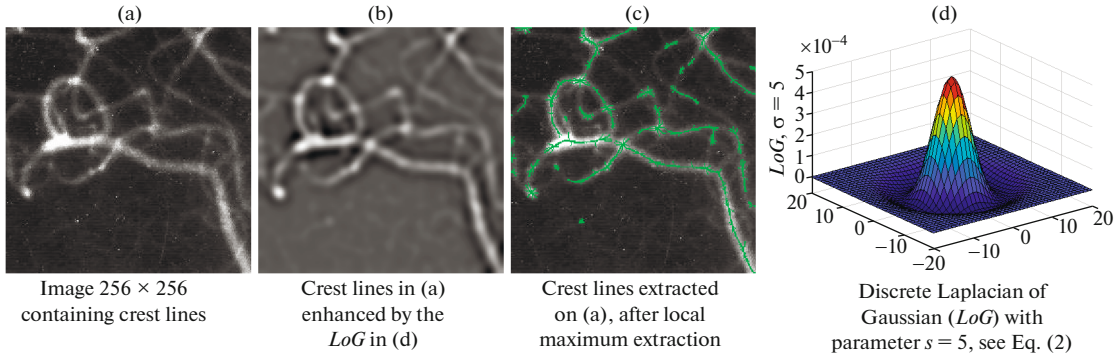 (a)
(b)
(c)
(d)
×10⁻⁴
LoG, σ = 5
5
4
3
2
1
0
20
10
0
−10
−20
−10
0
10
20
Image 256 × 256
containing crest lines
Crest lines in (a)
enhanced by the
LoG in (d)
Crest lines extracted
on (a), after local
maximum extraction
Discrete Laplacian of
Gaussian (LoG) with
parameter s = 5, see Eq. (2)